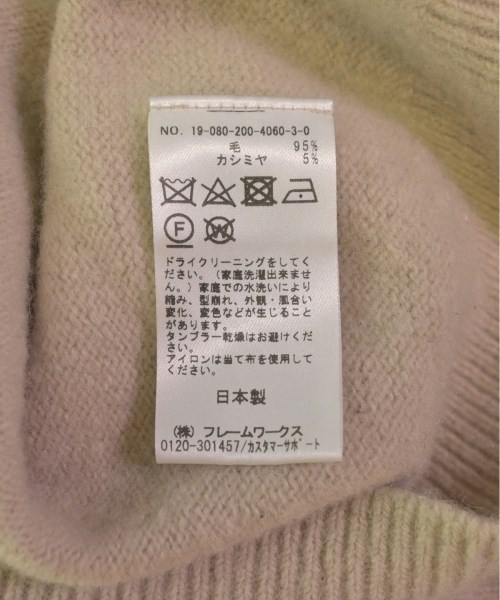 NO. 19-080-200-4060-3-0
毛 95%
カシミヤ 5%
F
W
ドライクリーニングをしてく
ださい。(家庭洗濯出来ませ
ん。)家庭での水洗いにより
縮み、型崩れ、外観・風合い
変化、変色などが生じること
があります。
タンブラー乾燥はお避けくだ
さい。
アイロンは当て布を使用して
ください。
日本製
(株) フレームワークス
0120-301457/カスタマーサポート